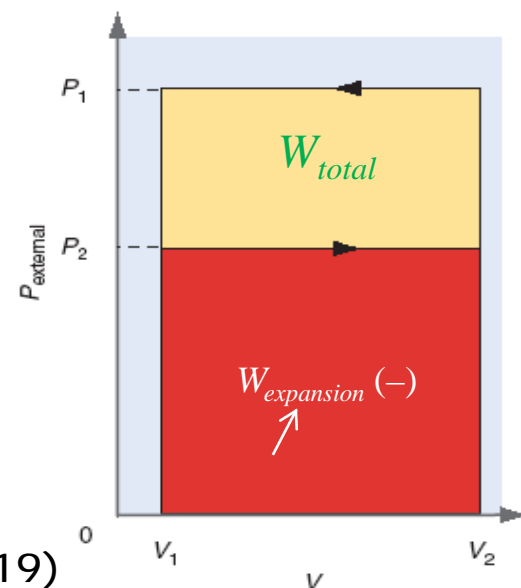 P₁
W_total
P₂
P_external
W_expansion (–)
0
V₁
V₂
19)
V